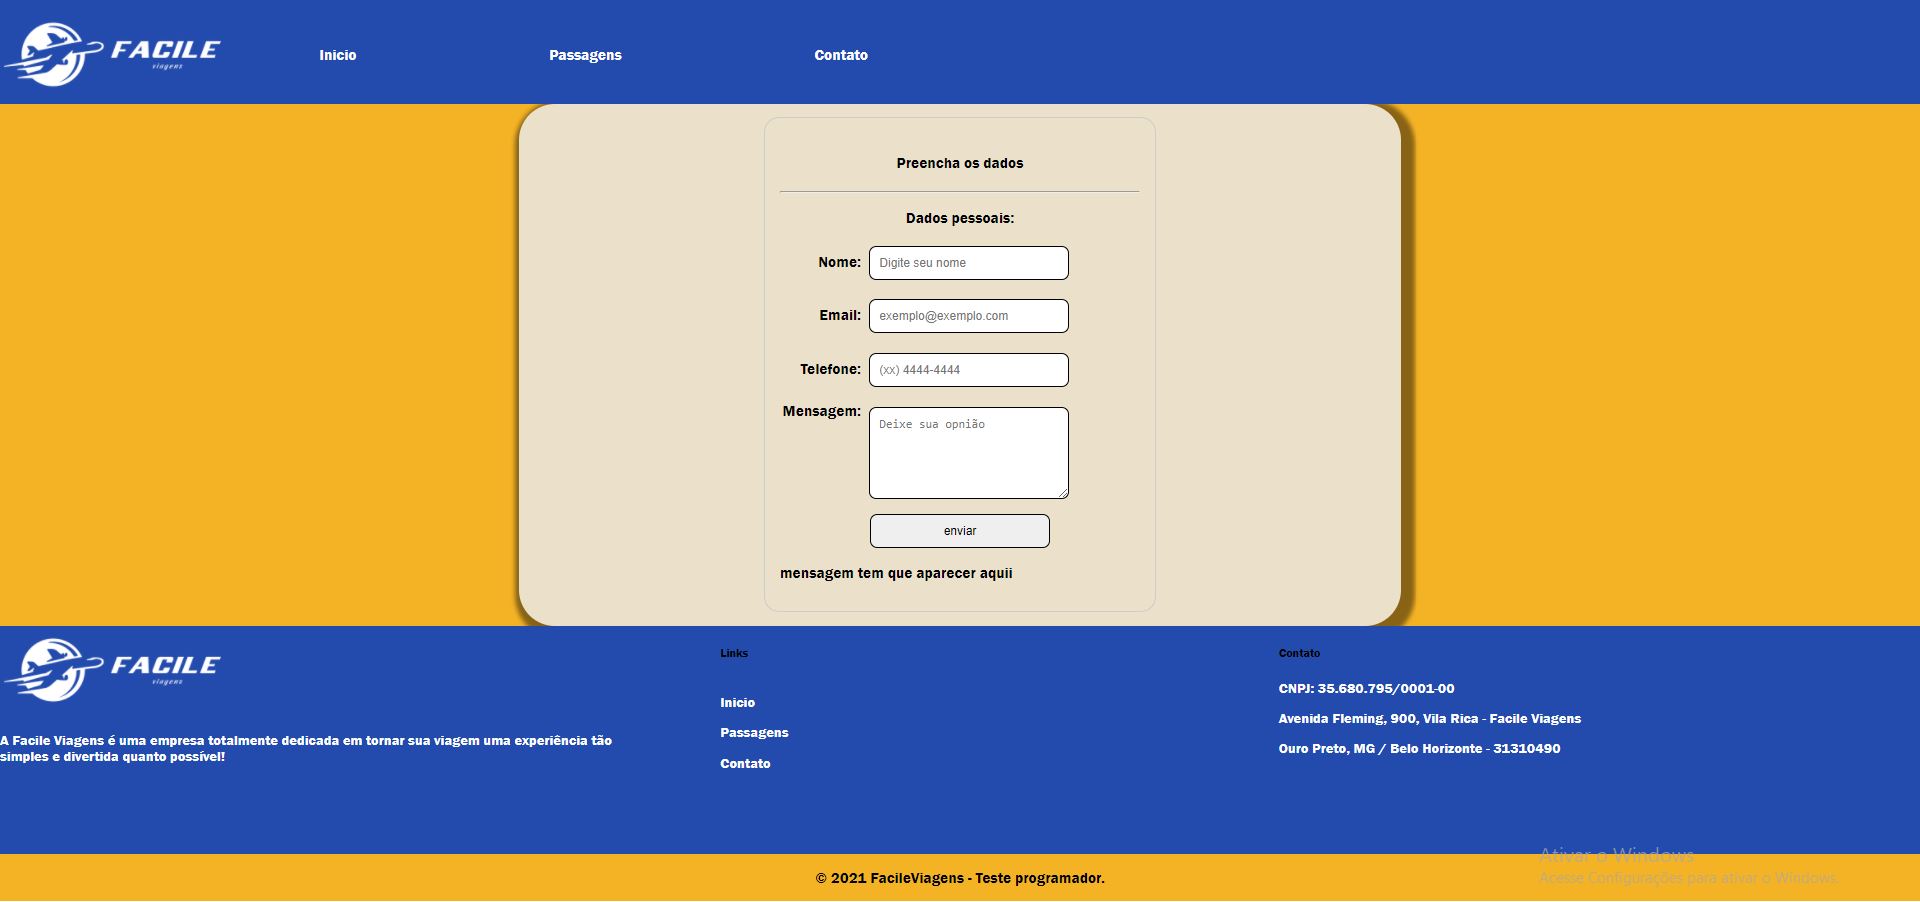 FACILE
viagens
Inicio
Passagens
Contato
Preencha os dados
Dados pessoais:
Nome:
Digite seu nome
Email:
exemplo@exemplo.com
Telefone:
(xx) 4444-4444
Mensagem:
Deixe sua opnião
enviar
mensagem tem que aparecer aquii
FACILE
viagens
A Facile Viagens é uma empresa totalmente dedicada em tornar sua viagem uma experiência tão
simples e divertida quanto possível!
Links
Inicio
Passagens
Contato
Contato
CNPJ: 35.680.795/0001-00
Avenida Fleming, 900, Vila Rica - Facile Viagens
Ouro Preto, MG / Belo Horizonte - 31310490
Ativar o Windows
Acesse Configurações para ativar o Windows.
© 2021 FacileViagens - Teste programador.